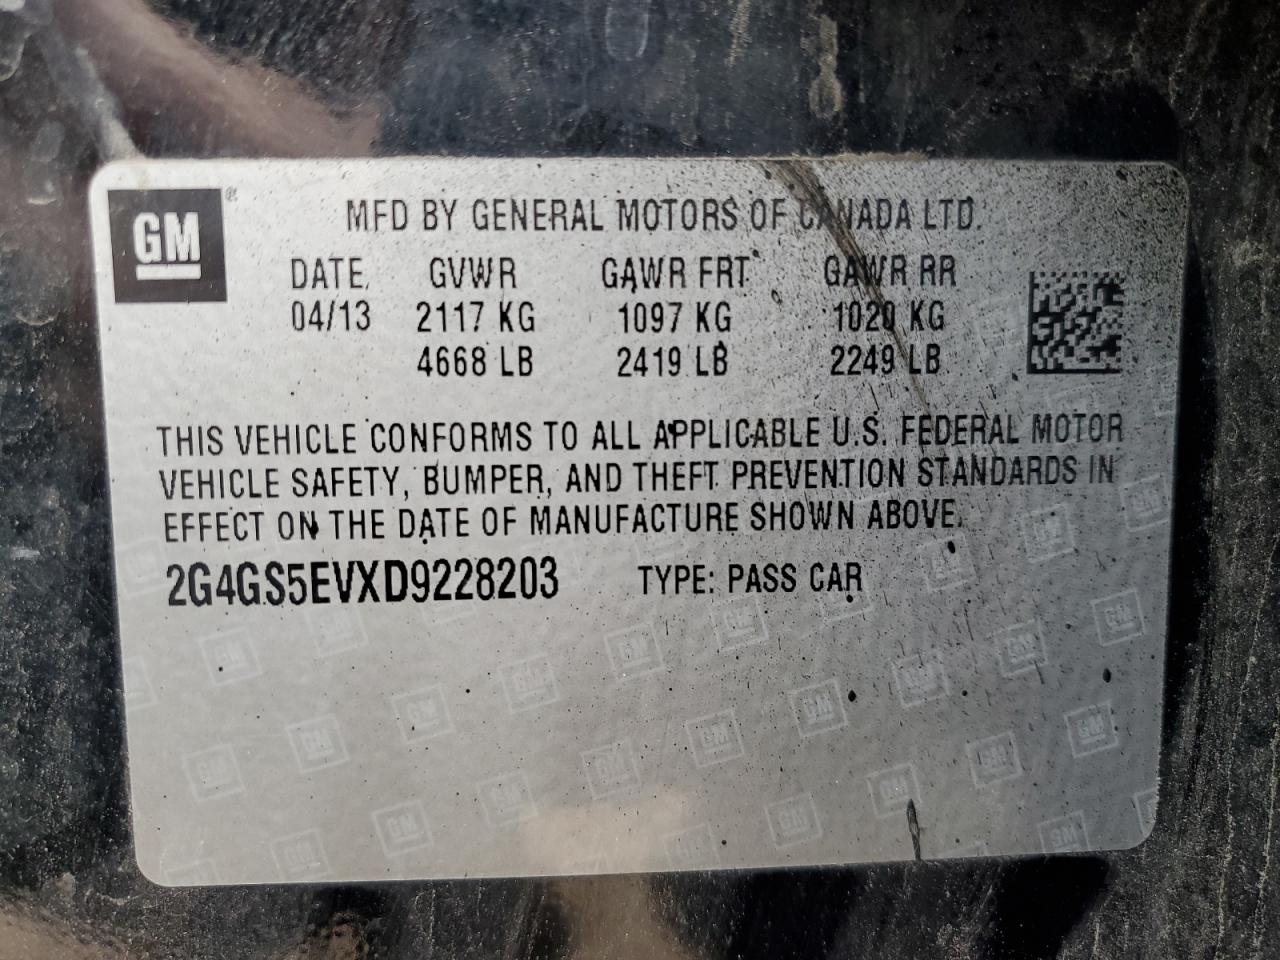 GM ®
MFD BY GENERAL MOTORS OF CANADA LTD.
DATE GVWR GAWR FRT GAWR RR
04/13 2117 KG 1097 KG 1020 KG
4668 LB 2419 LB 2249 LB
THIS VEHICLE CONFORMS TO ALL APPLICABLE U.S. FEDERAL MOTOR
VEHICLE SAFETY, BUMPER, AND THEFT PREVENTION STANDARDS IN
EFFECT ON THE DATE OF MANUFACTURE SHOWN ABOVE.
2G4GS5EVXD9228203 TYPE: PASS CAR